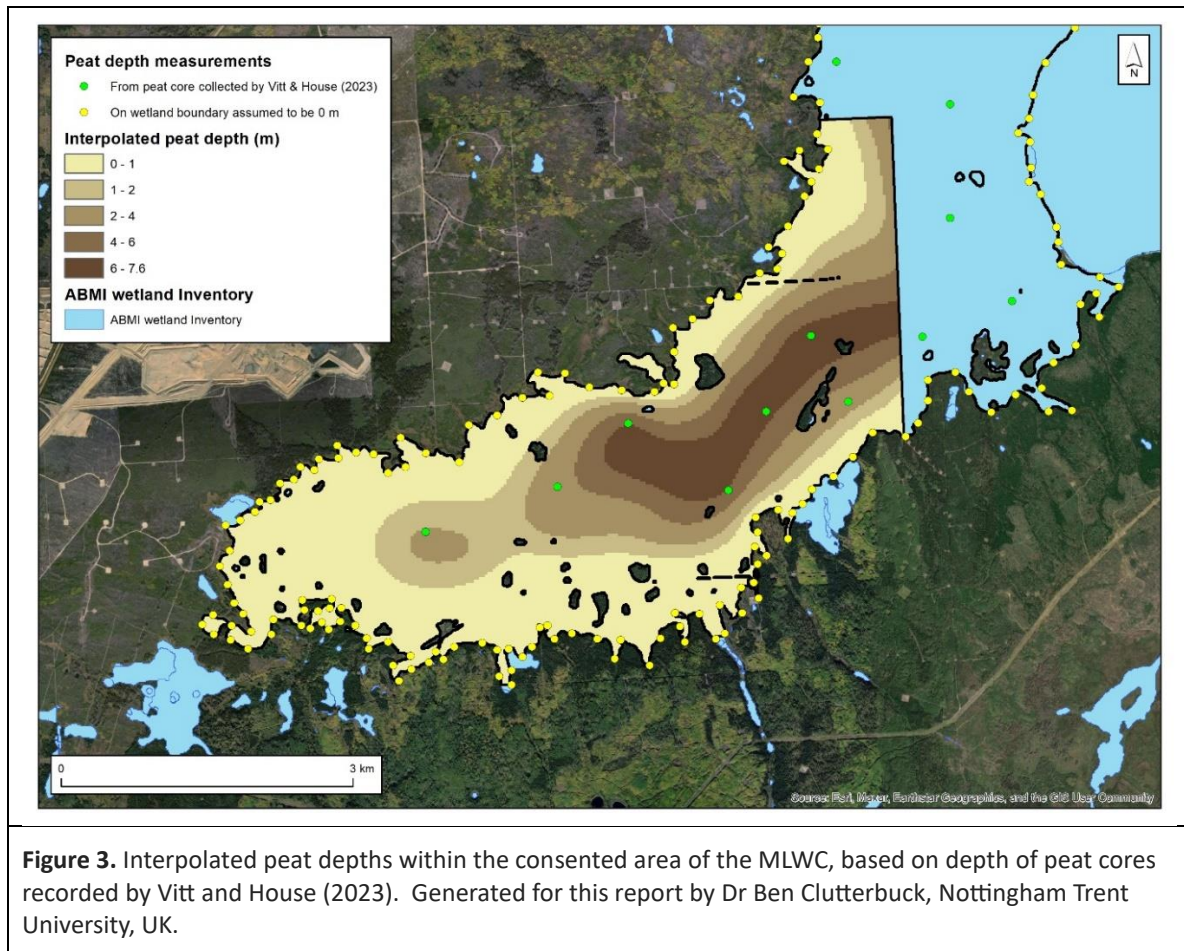 Peat depth measurements
From peat core collected by Vitt & House (2023)
On wetland boundary assumed to be 0 m
Interpolated peat depth (m)
0 - 1
1 - 2
2 - 4
4 - 6
6 - 7.6
ABMI wetland Inventory
ABMI wetland Inventory
N
0 3 km
Source: Esri, Maxar, Earthstar Geographics, and the GIS User Community
Figure 3. Interpolated peat depths within the consented area of the MLWC, based on depth of peat cores
recorded by Vitt and House (2023). Generated for this report by Dr Ben Clutterbuck, Nottingham Trent
University, UK.